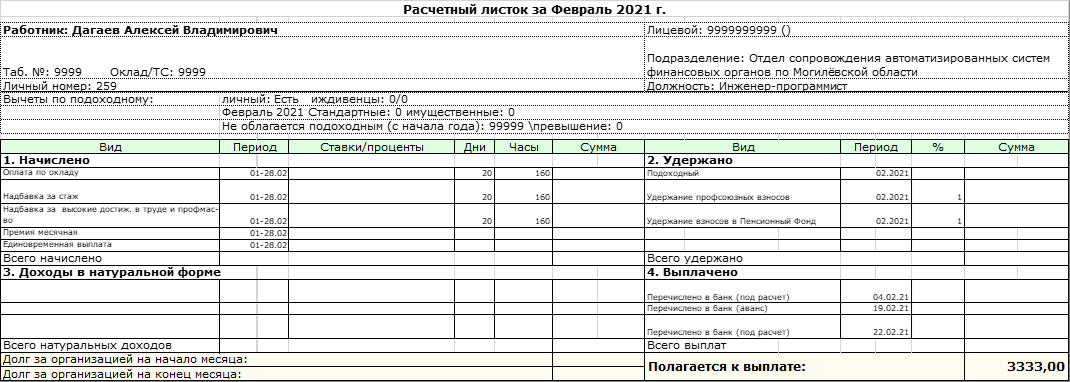 Расчетный листок за Февраль 2021 г.
Работник: Дагаев Алексей Владимирович Лицевой: 9999999999 ()
Таб. №: 9999 Оклад/ТС: 9999 Подразделение: Отдел сопровождения автоматизированных систем
финансовых органов по Могилёвской области
Личный номер: 259 Должность: Инженер-программист
Вычеты по подоходному: личный: Есть иждивенцы: 0/0
Февраль 2021 Стандартные: 0 имущественные: 0
Не облагается подоходным (с начала года): 99999 \превышение: 0
Вид Период Ставки/проценты Дни Часы Сумма Вид Период % Сумма
1. Начислено 2. Удержано
Оплата по окладу 01-28.02 20 160 Подоходный 02.2021
Надбавка за стаж 01-28.02 20 160 Удержание профсоюзных взносов 02.2021 1
Надбавка за высокие достиж. в труде и профмас-
во 01-28.02 20 160 Удержание взносов в Пенсионный Фонд 02.2021 1
Премия месячная 01-28.02
Единовременная выплата 01-28.02
Всего начислено Всего удержано
3. Доходы в натуральной форме 4. Выплачено
Перечислено в банк (под расчет) 04.02.21
Перечислено в банк (аванс) 19.02.21
Перечислено в банк (под расчет) 22.02.21
Всего натуральных доходов Всего выплат
Долг за организацией на начало месяца:
Полагается к выплате: 3333,00
Долг за организацией на конец месяца: